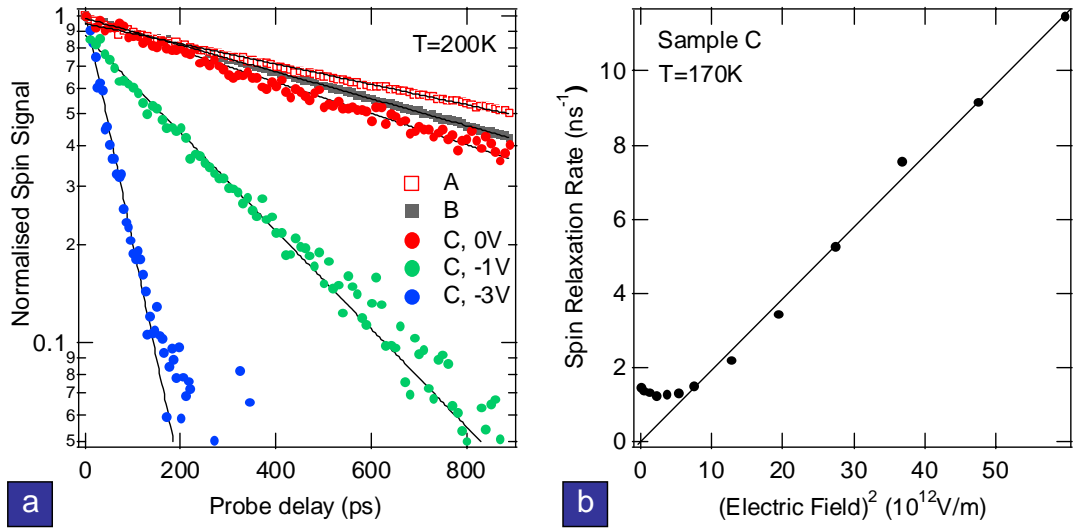 1
9
8
7
6
5
4
3
2
0.1
9
8
7
6
5
Normalised Spin Signal
T=200K
A
B
C, 0V
C, -1V
C, -3V
0
200
400
600
800
Probe delay (ps)
a
10
8
6
4
2
0
Spin Relaxation Rate (ns⁻¹)
Sample C
T=170K
0
10
20
30
40
50
(Electric Field)² (10¹²V/m)
b